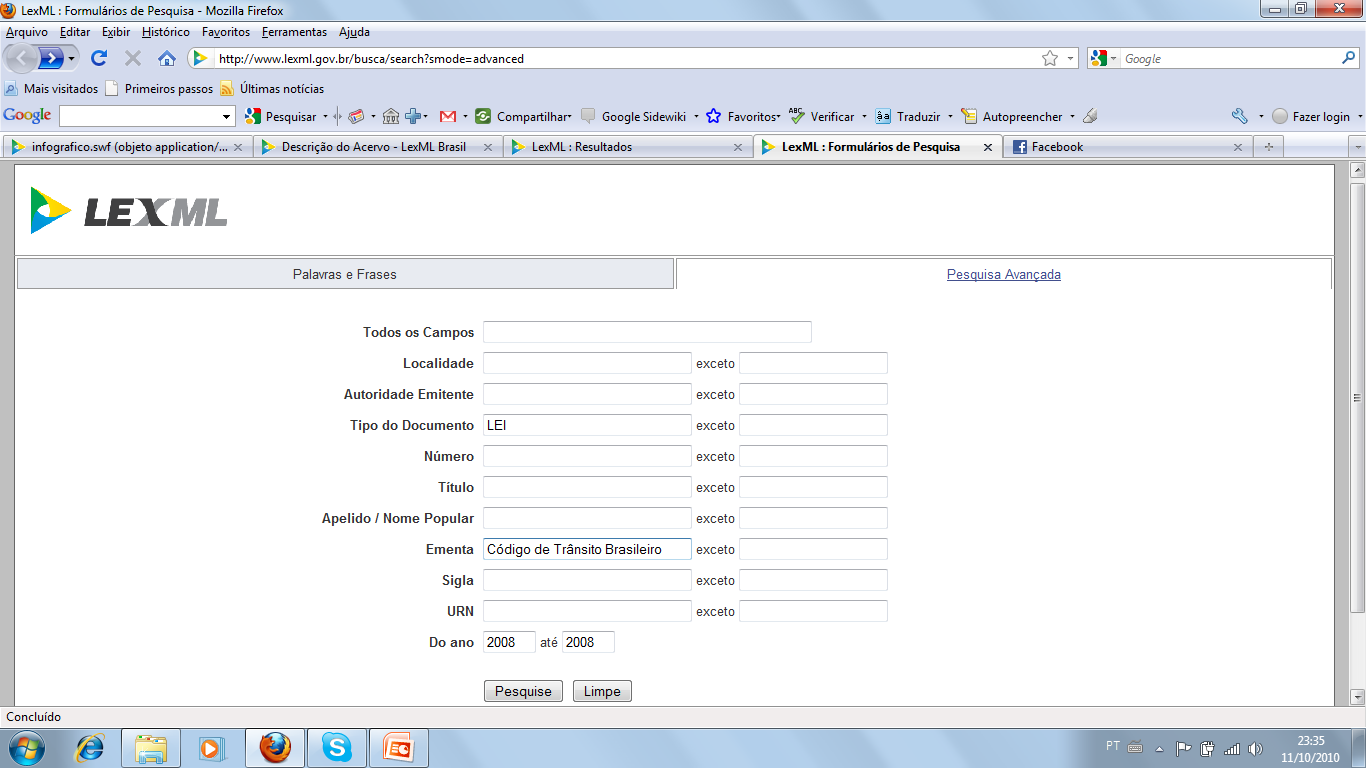 LexML : Formulários de Pesquisa - Mozilla Firefox
Arquivo Editar Exibir Histórico Favoritos Ferramentas Ajuda
http://www.lexml.gov.br/busca/search?smode=advanced Google
Mais visitados Primeiros passos Últimas notícias
Google Pesquisar Compartilhar Google Sidewiki Favoritos ABC Verificar Traduzir Autopreencher Fazer login
infografico.swf (objeto application/... Descrição do Acervo - LexML Brasil LexML : Resultados LexML : Formulários de Pesquisa Facebook
LEXML
Palavras e Frases Pesquisa Avançada
Todos os Campos
Localidade exceto
Autoridade Emitente exceto
Tipo do Documento LEI exceto
Número exceto
Título exceto
Apelido / Nome Popular exceto
Ementa Código de Trânsito Brasileiro exceto
Sigla exceto
URN exceto
Do ano 2008 até 2008
Pesquise Limpe
Concluído
PT 23:35
11/10/2010